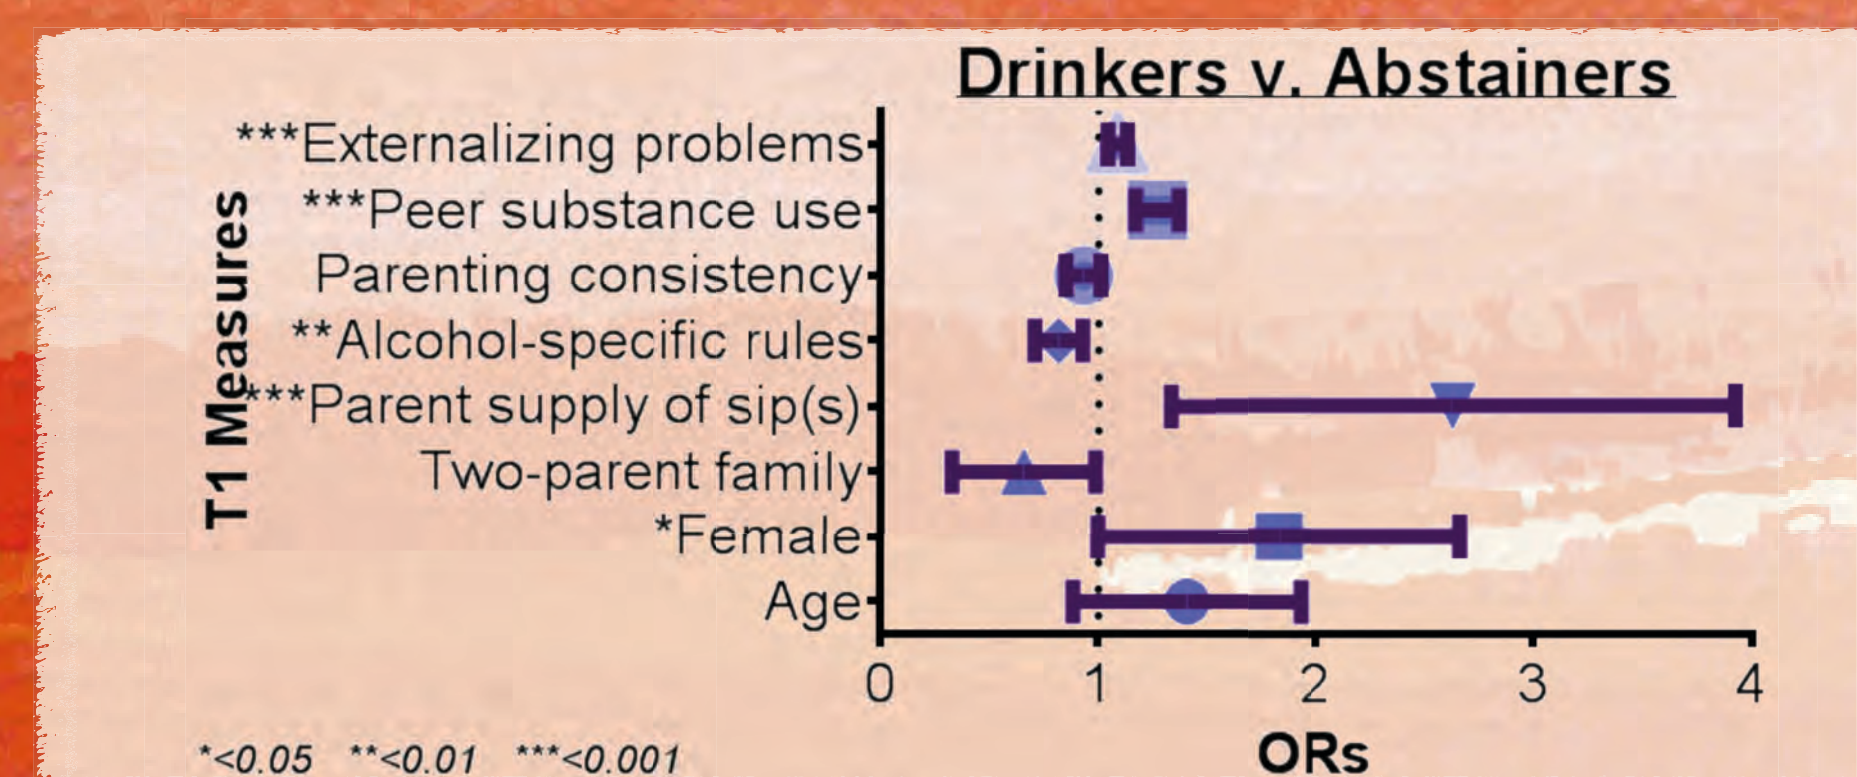 Drinkers v. Abstainers
T1 Measures
***Externalizing problems
***Peer substance use
Parenting consistency
**Alcohol-specific rules
***Parent supply of sip(s)
Two-parent family
*Female
Age
0 1 2 3 4
ORs
*<0.05 **<0.01 ***<0.001